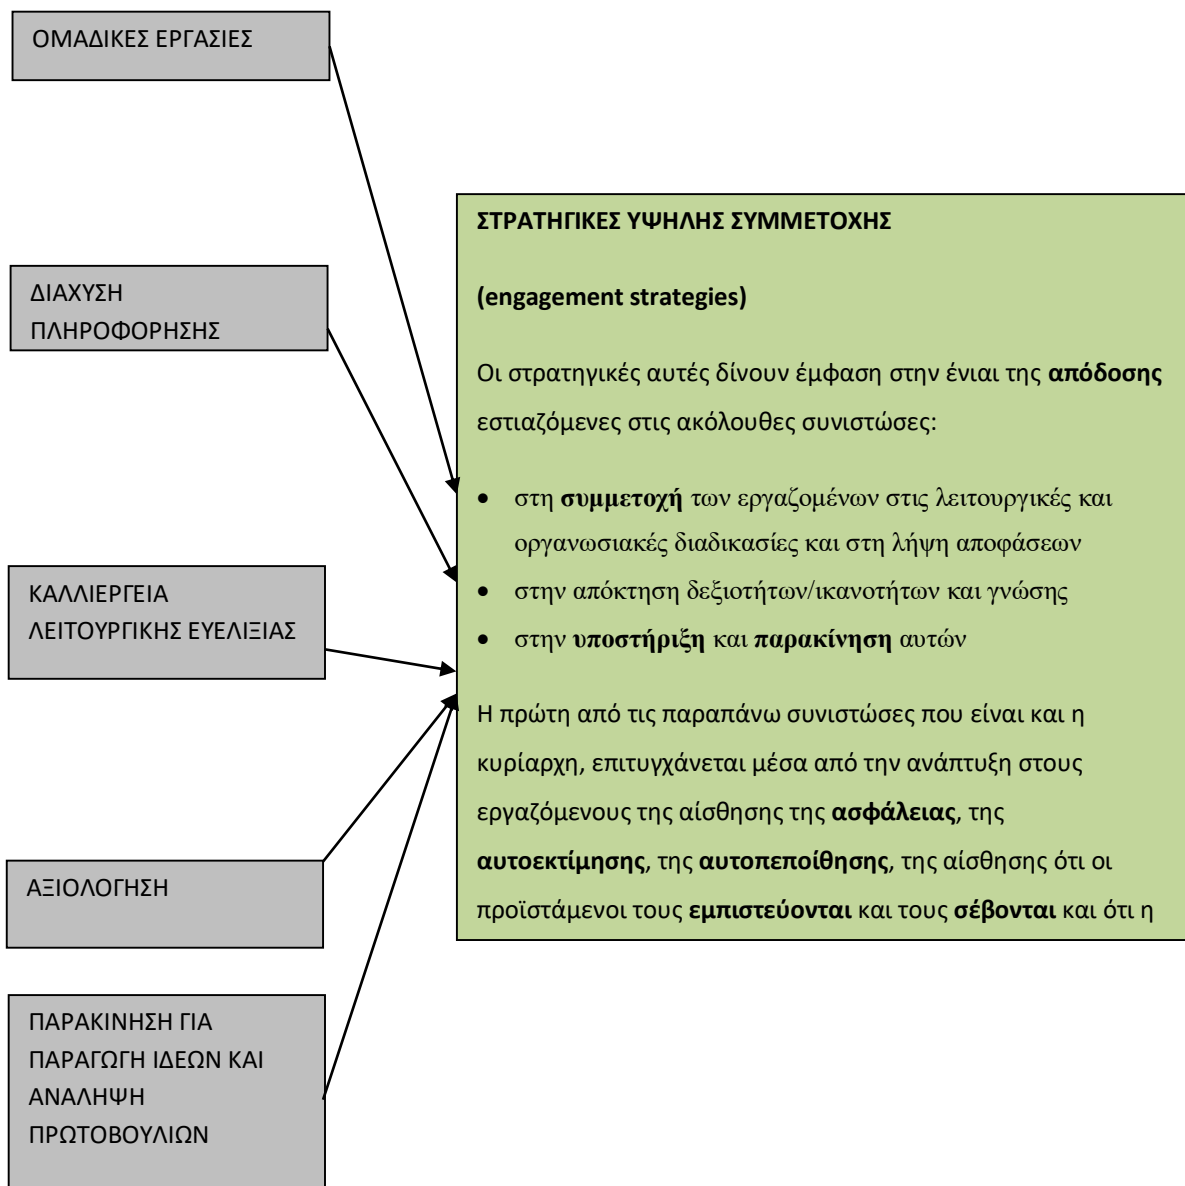 ΟΜΑΔΙΚΕΣ ΕΡΓΑΣΙΕΣ
ΔΙΑΧΥΣΗ
ΠΛΗΡΟΦΟΡΗΣΗΣ
ΚΑΛΛΙΕΡΓΕΙΑ
ΛΕΙΤΟΥΡΓΙΚΗΣ ΕΥΕΛΙΞΙΑΣ
ΑΞΙΟΛΟΓΗΣΗ
ΠΑΡΑΚΙΝΗΣΗ ΓΙΑ
ΠΑΡΑΓΩΓΗ ΙΔΕΩΝ ΚΑΙ
ΑΝΑΛΗΨΗ
ΠΡΩΤΟΒΟΥΛΙΩΝ
ΣΤΡΑΤΗΓΙΚΕΣ ΥΨΗΛΗΣ ΣΥΜΜΕΤΟΧΗΣ
(engagement strategies)
Οι στρατηγικές αυτές δίνουν έμφαση στην ένιαι της απόδοσης
εστιαζόμενες στις ακόλουθες συνιστώσες:
• στη συμμετοχή των εργαζομένων στις λειτουργικές και
οργανωσιακές διαδικασίες και στη λήψη αποφάσεων
• στην απόκτηση δεξιοτήτων/ικανοτήτων και γνώσης
• στην υποστήριξη και παρακίνηση αυτών
Η πρώτη από τις παραπάνω συνιστώσες που είναι και η
κυρίαρχη, επιτυγχάνεται μέσα από την ανάπτυξη στους
εργαζόμενους της αίσθησης της ασφάλειας, της
αυτοεκτίμησης, της αυτοπεποίθησης, της αίσθησης ότι οι
προϊστάμενοι τους εμπιστεύονται και τους σέβονται και ότι η